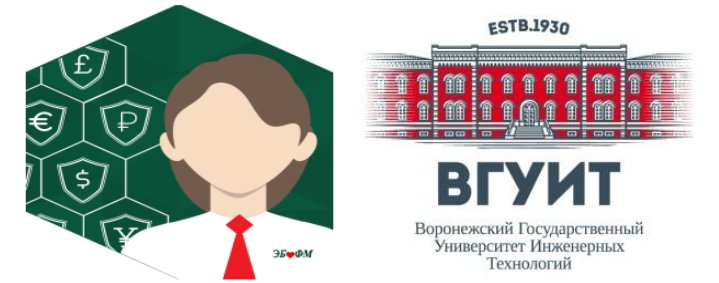 £
€
₽
$
¥
ЭБ❤ФМ
ESTB.1930
ВГУИТ
Воронежский Государственный
Университет Инженерных
Технологий